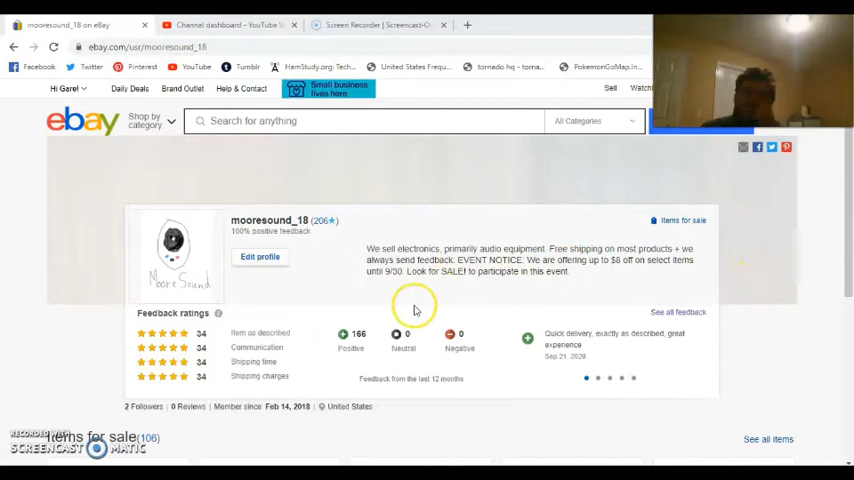 mooresound_18 on eBay
Channel dashboard - YouTube S
Screen Recorder | Screencast-O-
ebay.com/usr/mooresound_18
Facebook Twitter Pinterest YouTube Tumblr HamStudy.org: Tech... United States Frequ... tornado hq - torna... PokemonGoMap.In...
Hi Gare! Daily Deals Brand Outlet Help & Contact Small business lives here Sell Watchl
ebay Shop by category Search for anything All Categories
mooresound_18 (206)
100% positive feedback
Edit profile
Items for sale
We sell electronics, primarily audio equipment. Free shipping on most products + we
always send feedback. EVENT NOTICE: We are offering up to $8 off on select items
until 9/30. Look for SALE! to participate in this event.
Moore Sound
Feedback ratings
See all feedback
34 Item as described
34 Communication
34 Shipping time
34 Shipping charges
166 Positive
0 Neutral
0 Negative
Feedback from the last 12 months
Quick delivery, exactly as described, great
experience
Sep 21, 2020
2 Followers 0 Reviews Member since Feb 14, 2018 United States
Items for sale(106)
See all items
RECORDED WITH
SCREENCAST MATIC